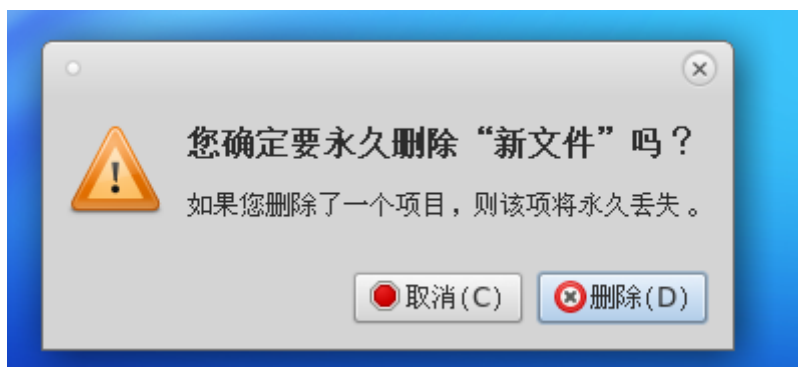 您确定要永久删除“新文件”吗？
如果您删除了一个项目，则该项将永久丢失。
取消(C) 删除(D)